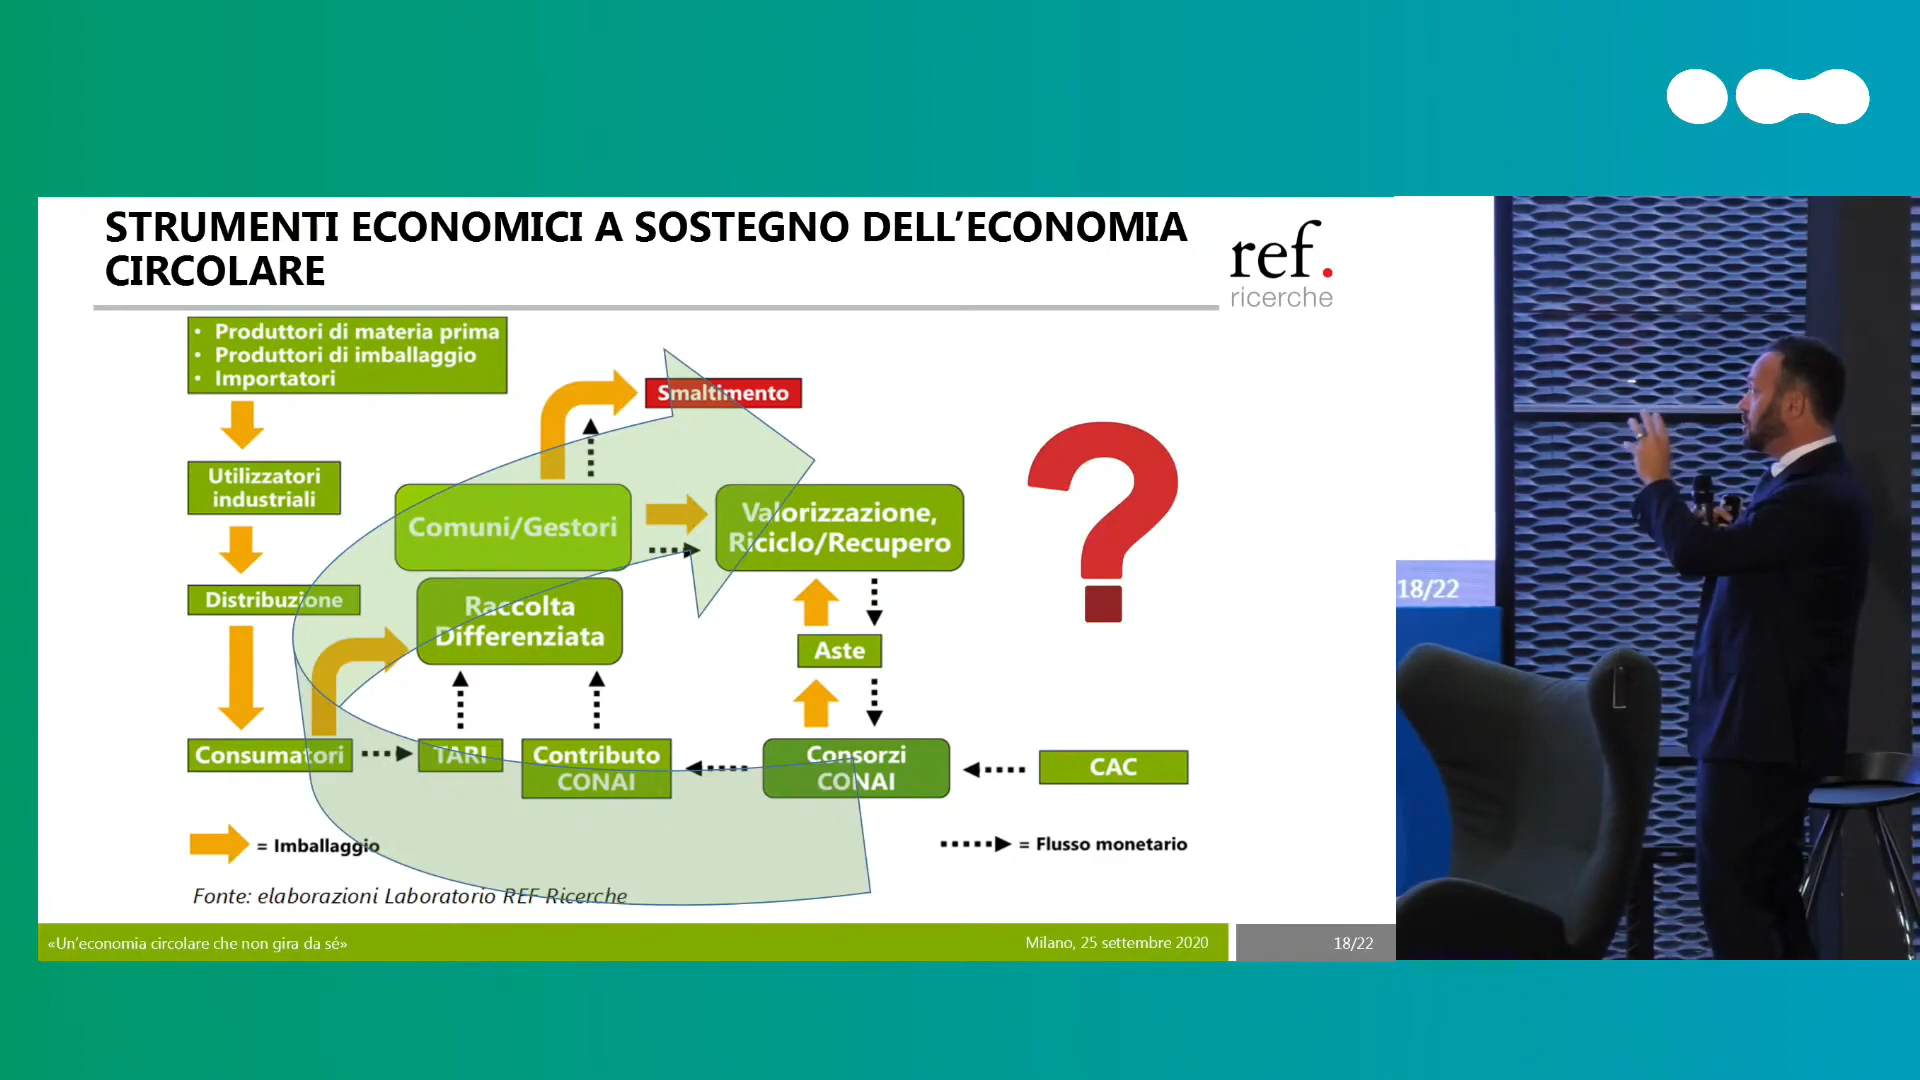 STRUMENTI ECONOMICI A SOSTEGNO DELL’ECONOMIA
CIRCOLARE
ref.
ricerche
• Produttori di materia prima
• Produttori di imballaggio
• Importatori
Smaltimento
Utilizzatori
industriali
Comuni/Gestori
Valorizzazione,
Riciclo/Recupero
?
Distribuzione
Raccolta
Differenziata
Aste
Consumatori
TARI
Contributo
CONAI
Consorzi
CONAI
CAC
= Imballaggio
= Flusso monetario
Fonte: elaborazioni Laboratorio REF Ricerche
«Un’economia circolare che non gira da sé»
Milano, 25 settembre 2020
18/22
18/22